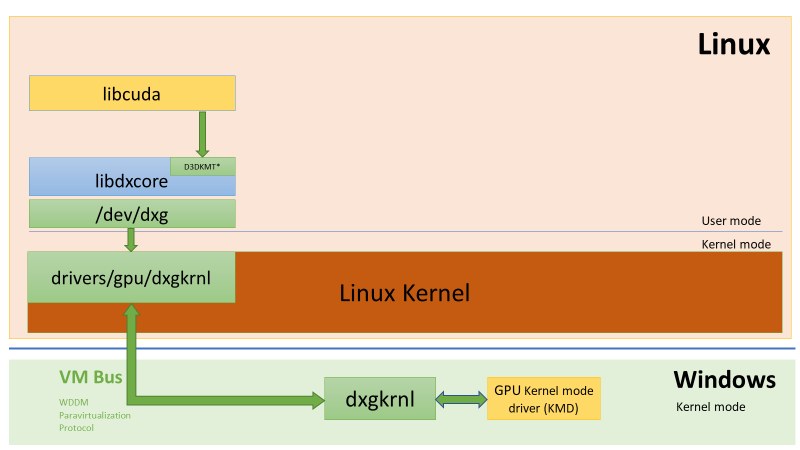 Linux
libcuda
D3DKMT*
libdxcore
/dev/dxg
User mode
Kernel mode
drivers/gpu/dxgkrnl
Linux Kernel
VM Bus
WDDM
Paravirtualization
Protocol
dxgkrnl
GPU Kernel mode
driver (KMD)
Windows
Kernel mode